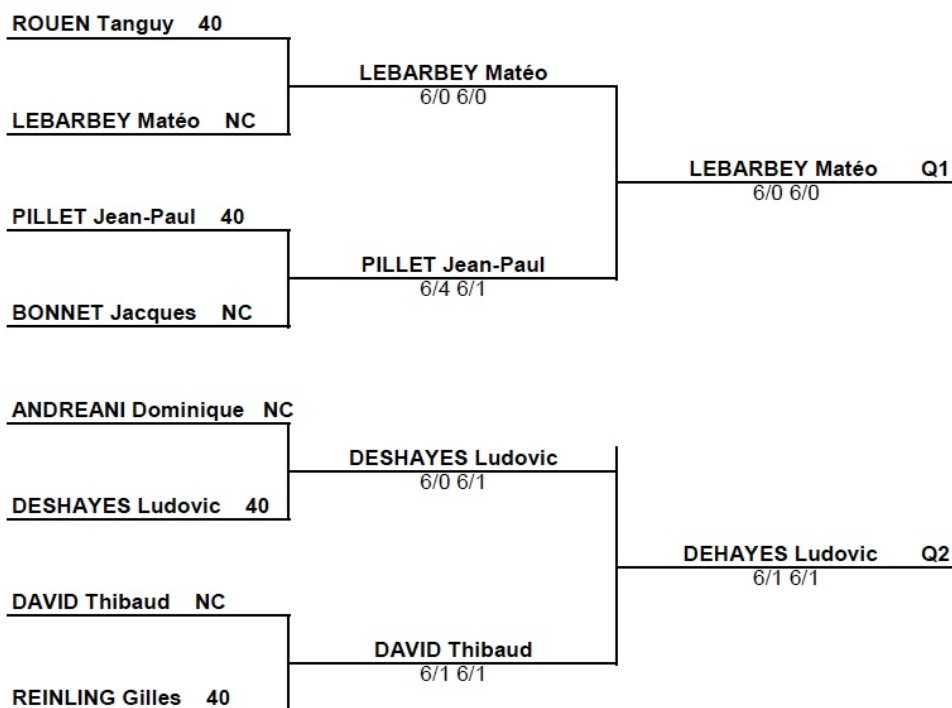 ROUEN Tanguy 40
LEBARBEY Matéo
6/0 6/0
LEBARBEY Matéo NC
LEBARBEY Matéo Q1
6/0 6/0
PILLET Jean-Paul 40
PILLET Jean-Paul
6/4 6/1
BONNET Jacques NC
ANDREANI Dominique NC
DESHAYES Ludovic
6/0 6/1
DESHAYES Ludovic 40
DEHAYES Ludovic Q2
6/1 6/1
DAVID Thibaud NC
DAVID Thibaud
6/1 6/1
REINLING Gilles 40